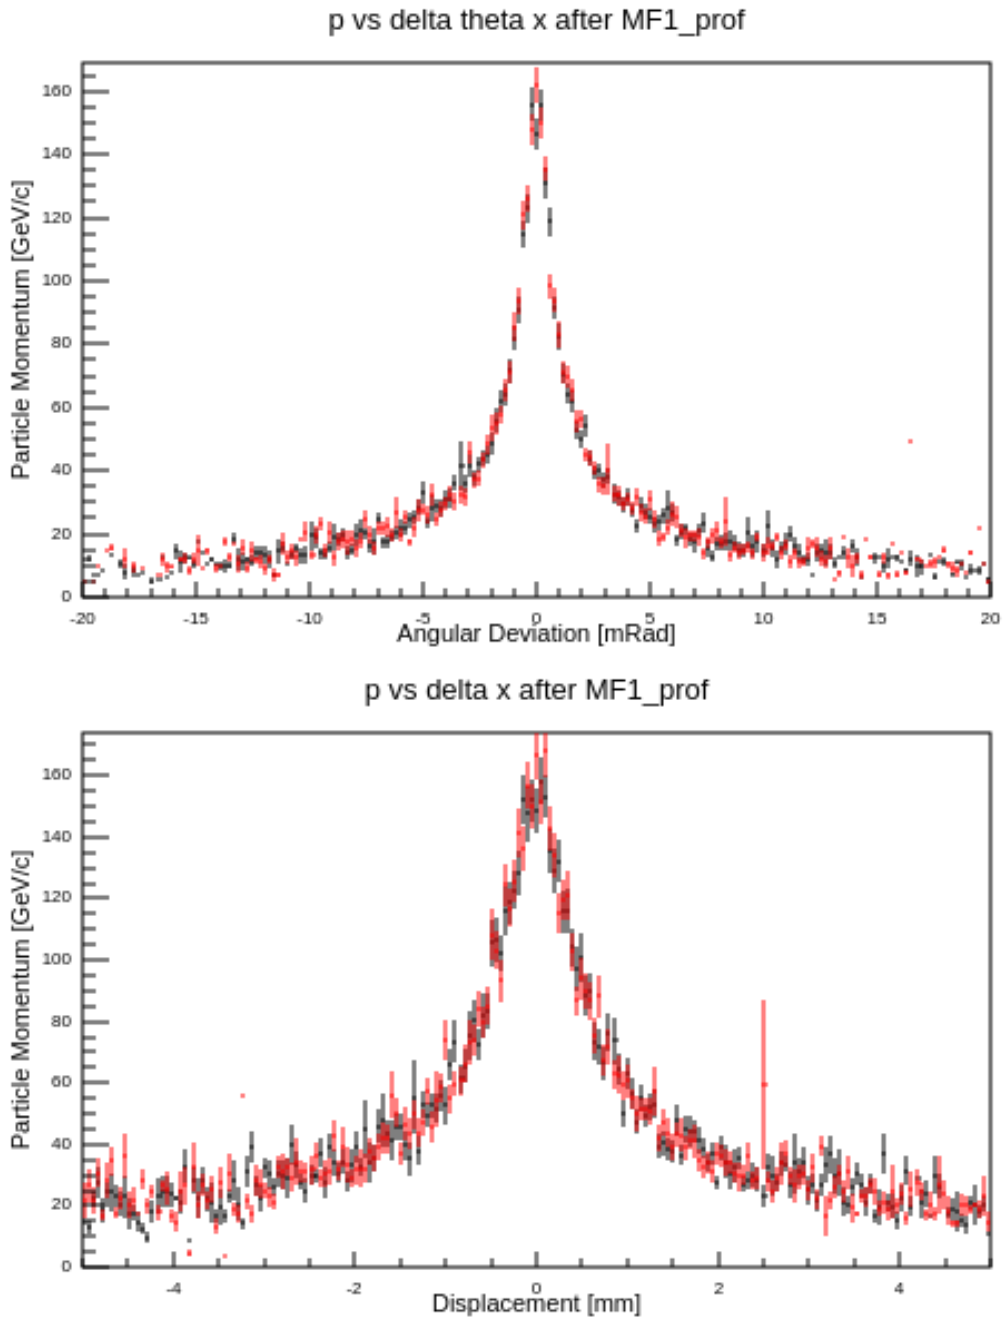 p vs delta theta x after MF1_prof
160
140
120
100
80
60
40
20
0
Particle Momentum [GeV/c]
-20 -15 -10 -5 0 5 10 15 20
Angular Deviation [mRad]
p vs delta x after MF1_prof
160
140
120
100
80
60
40
20
0
Particle Momentum [GeV/c]
-4 -2 0 2 4
Displacement [mm]